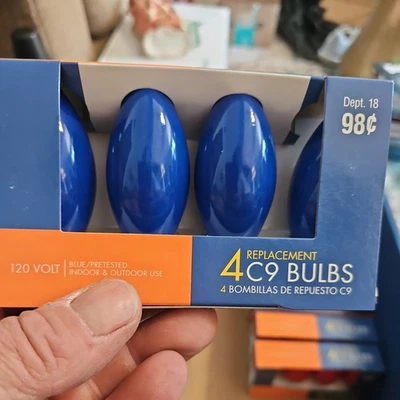 Dept. 18
98¢
120 VOLT
BLUE/PRETESTED
INDOOR & OUTDOOR USE
4 REPLACEMENT
C9 BULBS
4 BOMBILLAS DE REPUESTO C9